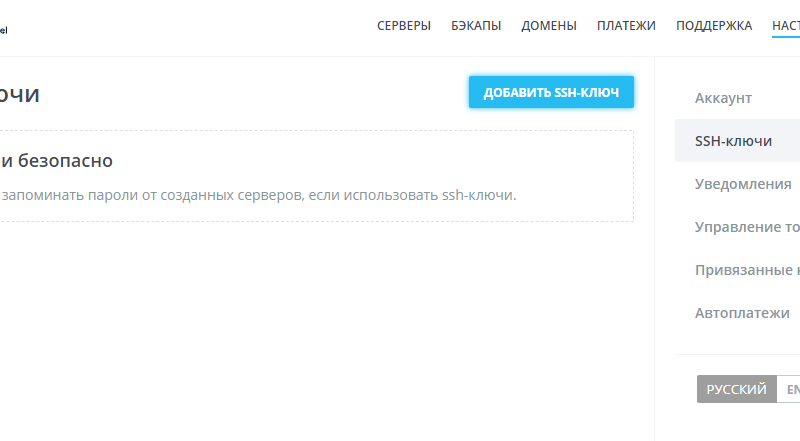 СЕРВЕРЫ БЭКАПЫ ДОМЕНЫ ПЛАТЕЖИ ПОДДЕРЖКА НАСТ
ючи
ДОБАВИТЬ SSH-КЛЮЧ
и безопасно
запоминать пароли от созданных серверов, если использовать ssh-ключи.
Аккаунт
SSH-ключи
Уведомления
Управление то
Привязанные
Автоплатежи
РУССКИЙ EN